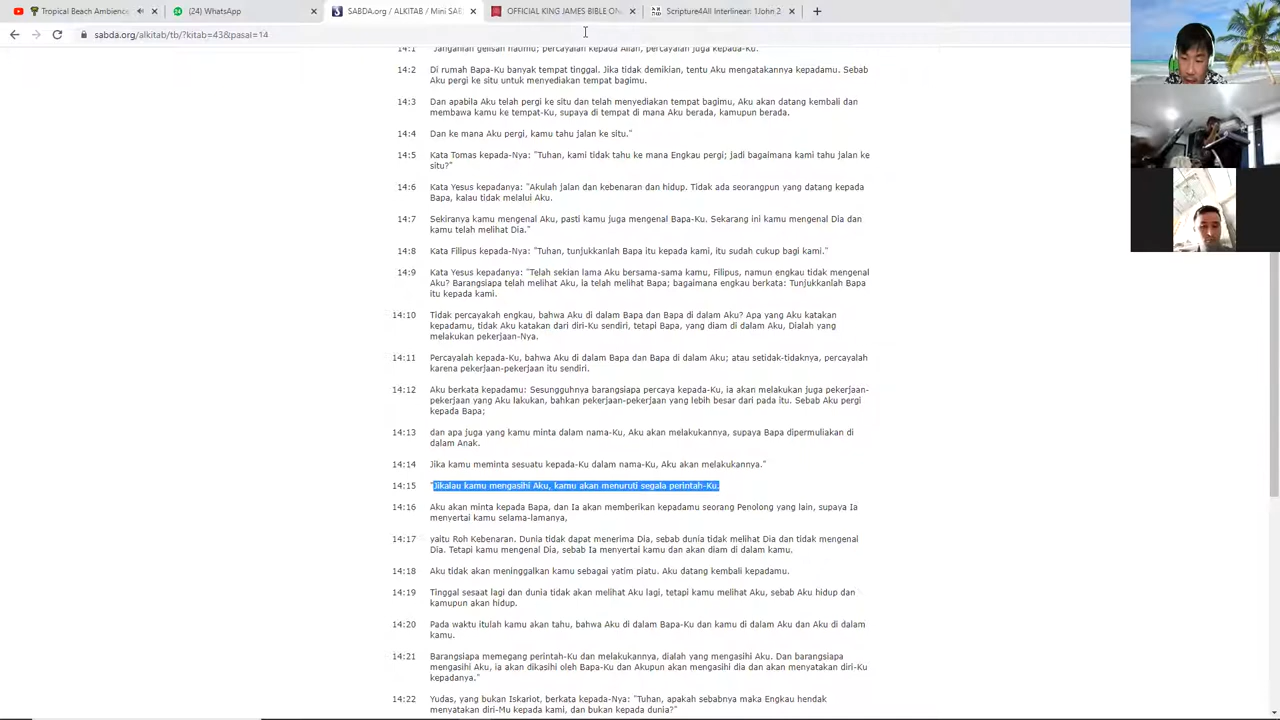 Tropical Beach Ambience
(24) WhatsApp
SABDA.org / ALKITAB / Mini SAB
OFFICIAL KING JAMES BIBLE ON
Scripture4All Interlinear: 1John 2
sabda.org/alkitab/tb/?kitab=43&pasal=14
14:1 "Janganlah gelisah hatimu; percayalah kepada Allah, percayalah juga kepada-Ku.
14:2 Di rumah Bapa-Ku banyak tempat tinggal. Jika tidak demikian, tentu Aku mengatakannya kepadamu. Sebab
Aku pergi ke situ untuk menyediakan tempat bagimu.
14:3 Dan apabila Aku telah pergi ke situ dan telah menyediakan tempat bagimu, Aku akan datang kembali dan
membawa kamu ke tempat-Ku, supaya di tempat di mana Aku berada, kamupun berada.
14:4 Dan ke mana Aku pergi, kamu tahu jalan ke situ."
14:5 Kata Tomas kepada-Nya: "Tuhan, kami tidak tahu ke mana Engkau pergi; jadi bagaimana kami tahu jalan ke
situ?"
14:6 Kata Yesus kepadanya: "Akulah jalan dan kebenaran dan hidup. Tidak ada seorangpun yang datang kepada
Bapa, kalau tidak melalui Aku.
14:7 Sekiranya kamu mengenal Aku, pasti kamu juga mengenal Bapa-Ku. Sekarang ini kamu mengenal Dia dan
kamu telah melihat Dia."
14:8 Kata Filipus kepada-Nya: "Tuhan, tunjukkanlah Bapa itu kepada kami, itu sudah cukup bagi kami."
14:9 Kata Yesus kepadanya: "Telah sekian lama Aku bersama-sama kamu, Filipus, namun engkau tidak mengenal
Aku? Barangsiapa telah melihat Aku, ia telah melihat Bapa; bagaimana engkau berkata: Tunjukkanlah Bapa
itu kepada kami.
14:10 Tidak percayakah engkau, bahwa Aku di dalam Bapa dan Bapa di dalam Aku? Apa yang Aku katakan
kepadamu, tidak Aku katakan dari diri-Ku sendiri, tetapi Bapa, yang diam di dalam Aku, Dialah yang
melakukan pekerjaan-Nya.
14:11 Percayalah kepada-Ku, bahwa Aku di dalam Bapa dan Bapa di dalam Aku; atau setidak-tidaknya, percayalah
karena pekerjaan-pekerjaan itu sendiri.
14:12 Aku berkata kepadamu: Sesungguhnya barangsiapa percaya kepada-Ku, ia akan melakukan juga pekerjaan-
pekerjaan yang Aku lakukan, bahkan pekerjaan-pekerjaan yang lebih besar dari pada itu. Sebab Aku pergi
kepada Bapa;
14:13 dan apa juga yang kamu minta dalam nama-Ku, Aku akan melakukannya, supaya Bapa dipermuliakan di
dalam Anak.
14:14 Jika kamu meminta sesuatu kepada-Ku dalam nama-Ku, Aku akan melakukannya."
14:15 "Jikalau kamu mengasihi Aku, kamu akan menuruti segala perintah-Ku.
14:16 Aku akan minta kepada Bapa, dan Ia akan memberikan kepadamu seorang Penolong yang lain, supaya Ia
menyertai kamu selama-lamanya,
14:17 yaitu Roh Kebenaran. Dunia tidak dapat menerima Dia, sebab dunia tidak melihat Dia dan tidak mengenal
Dia. Tetapi kamu mengenal Dia, sebab Ia menyertai kamu dan akan diam di dalam kamu.
14:18 Aku tidak akan meninggalkan kamu sebagai yatim piatu. Aku datang kembali kepadamu.
14:19 Tinggal sesaat lagi dan dunia tidak akan melihat Aku lagi, tetapi kamu melihat Aku, sebab Aku hidup dan
kamupun akan hidup.
14:20 Pada waktu itulah kamu akan tahu, bahwa Aku di dalam Bapa-Ku dan kamu di dalam Aku dan Aku di dalam
kamu.
14:21 Barangsiapa memegang perintah-Ku dan melakukannya, dialah yang mengasihi Aku. Dan barangsiapa
mengasihi Aku, ia akan dikasihi oleh Bapa-Ku dan Akupun akan mengasihi dia dan akan menyatakan diri-Ku
kepadanya."
14:22 Yudas, yang bukan Iskariot, berkata kepada-Nya: "Tuhan, apakah sebabnya maka Engkau hendak
menyatakan diri-Mu kepada kami, dan bukan kepada dunia?"